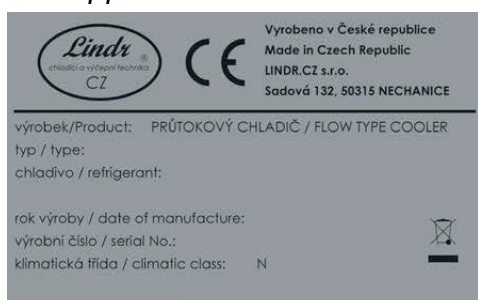 Lindr ®
chladící a výčepní technika
CZ
CE
Vyrobeno v České republice
Made in Czech Republic
LINDR.CZ s.r.o.
Sadová 132, 50315 NECHANICE
výrobek/Product: PRŮTOKOVÝ CHLADIČ / FLOW TYPE COOLER
typ / type:
chladivo / refrigerant:
rok výroby / date of manufacture:
výrobní číslo / serial No.:
klimatická třída / climatic class: N